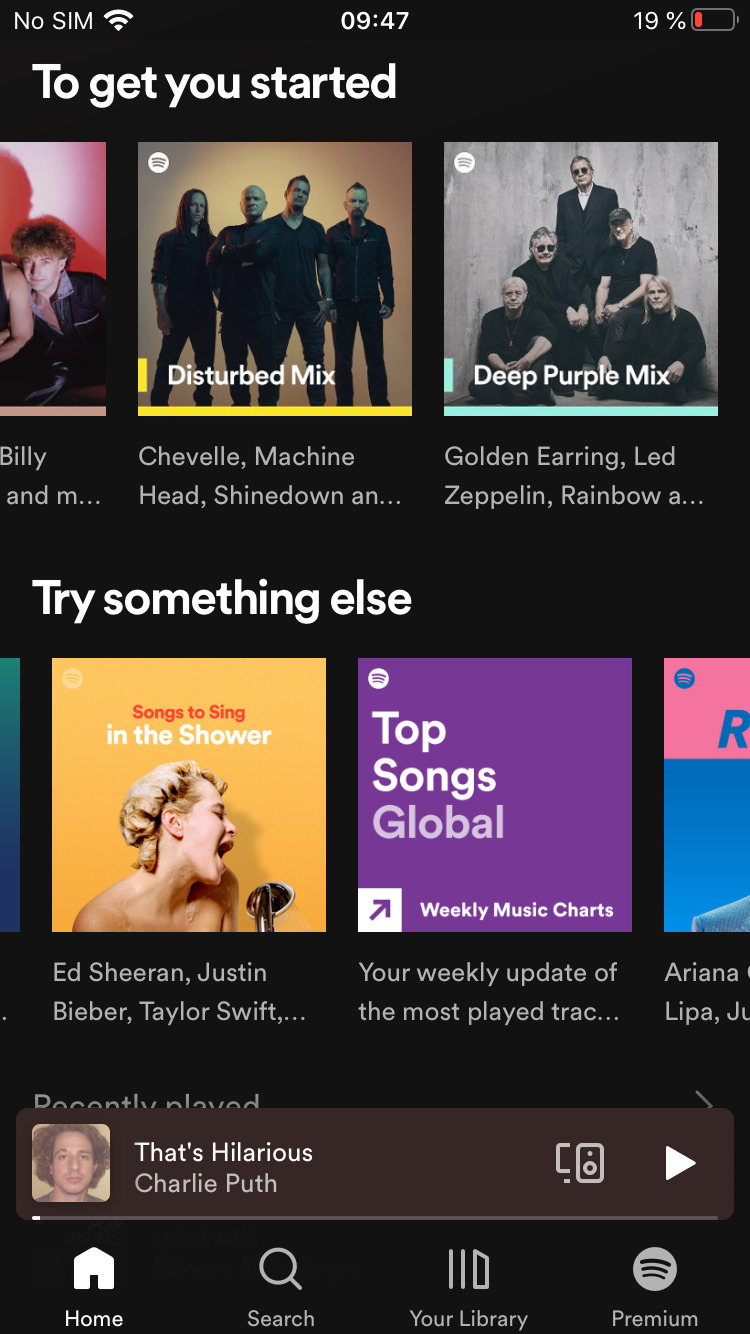 No SIM 09:47 19 %
To get you started
Disturbed Mix
Deep Purple Mix
Billy
and m...
Chevelle, Machine
Head, Shinedown an...
Golden Earring, Led
Zeppelin, Rainbow a...
Try something else
Songs to Sing
in the Shower
Top
Songs
Global
Weekly Music Charts
R
.
Ed Sheeran, Justin
Bieber, Taylor Swift,...
Your weekly update of
the most played trac...
Ariana
Lipa, Ju
Recently played
That's Hilarious
Charlie Puth
Home
Search
Your Library
Premium